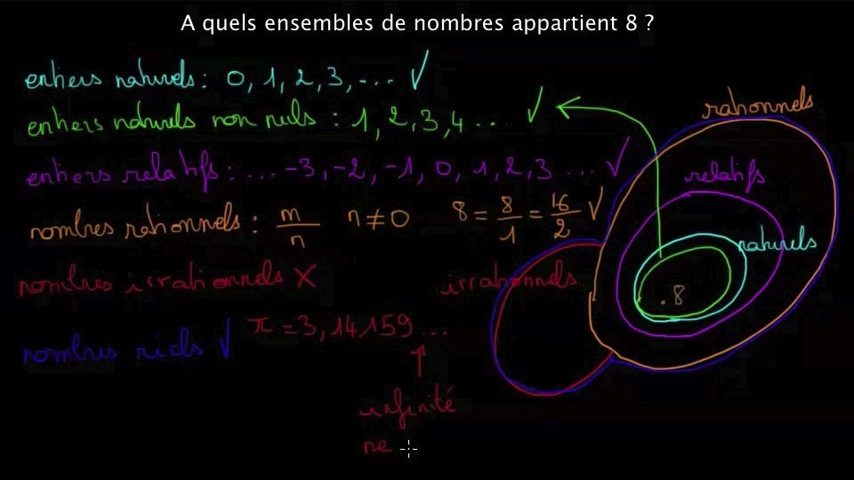 A quels ensembles de nombres appartient 8 ?
entiers naturels : 0, 1, 2, 3, ... ✓
entiers naturels non nuls : 1, 2, 3, 4 ... ✓
rationnels
entiers relatifs : ... -3, -2, -1, 0, 1, 2, 3 ... ✓
relatifs
nombres rationnels : m/n n ≠ 0 8 = 8/1 = 16/2 ✓
naturels
nombres irrationnels X
irrationnels
. 8
π = 3,14159 ...
nombres réels ✓
infinité
ne